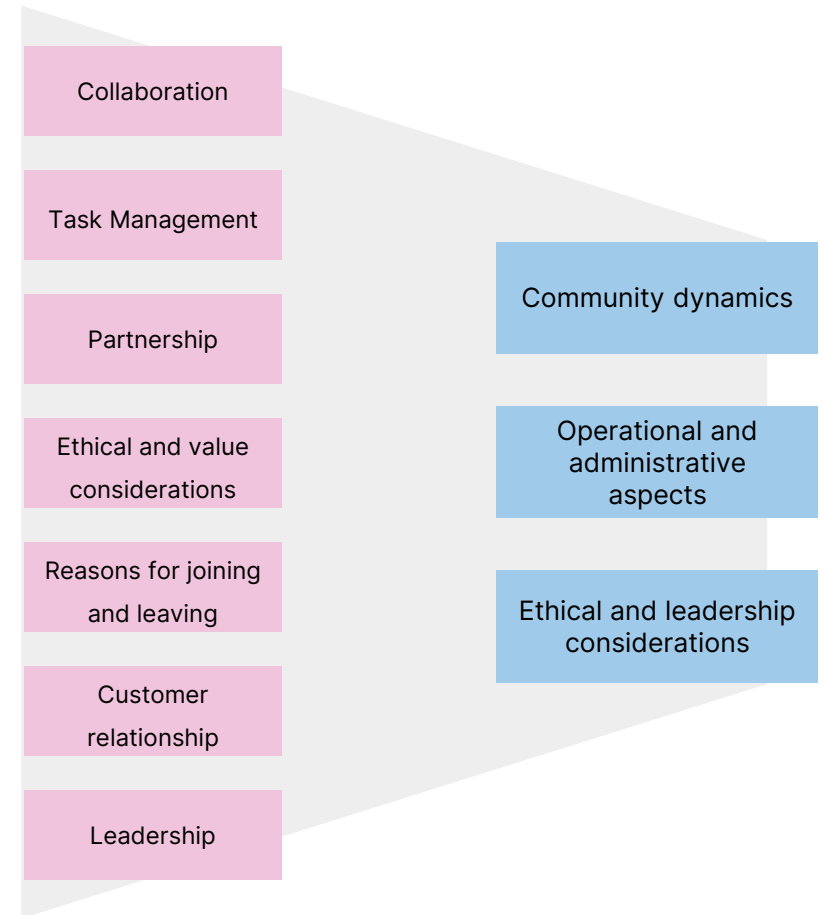 Collaboration
Task Management
Partnership
Ethical and value
considerations
Reasons for joining
and leaving
Customer
relationship
Leadership
Community dynamics
Operational and
administrative
aspects
Ethical and leadership
considerations